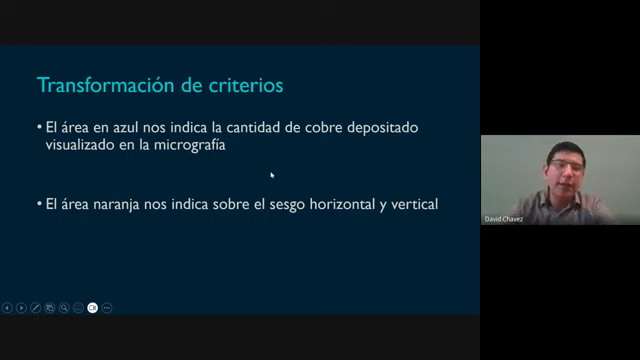 Transformación de criterios
• El área en azul nos indica la cantidad de cobre depositado
visualizado en la micrografía
• El área naranja nos indica sobre el sesgo horizontal y vertical
David Chavez